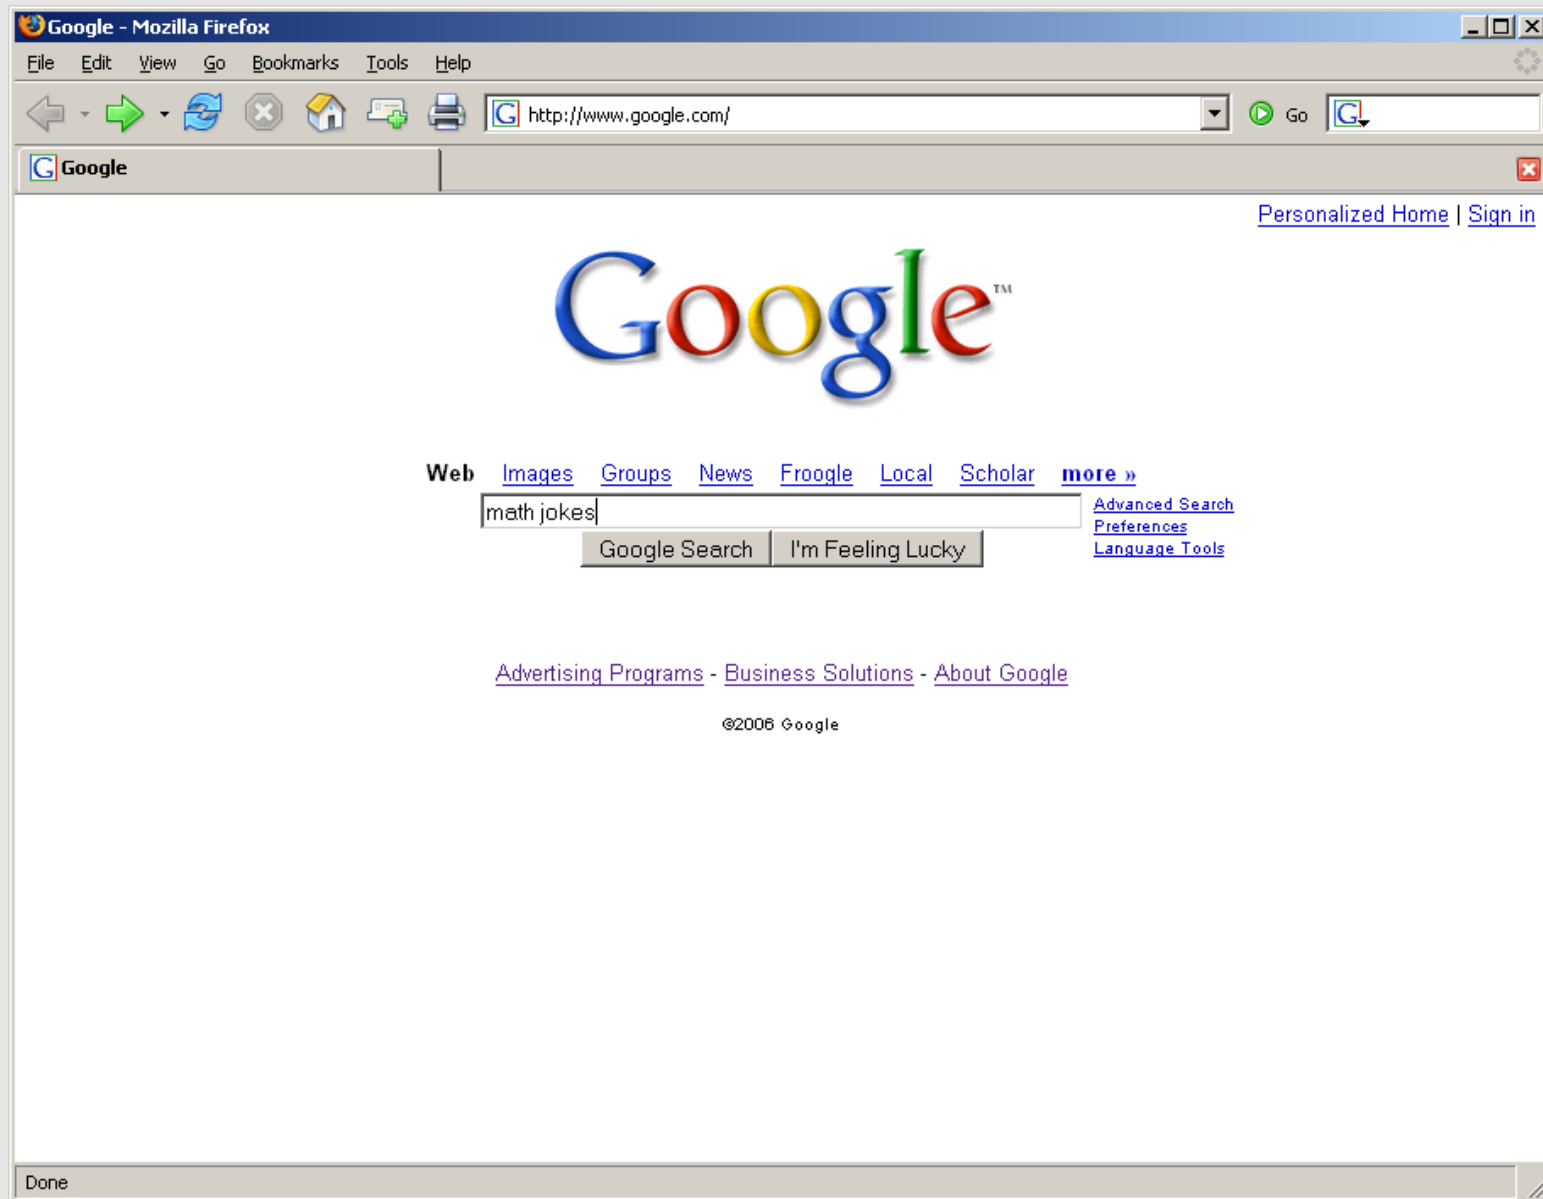 Google - Mozilla Firefox
File Edit View Go Bookmarks Tools Help
G http://www.google.com/ Go G
G Google
Personalized Home | Sign in
Google™
Web Images Groups News Froogle Local Scholar more »
math jokes Advanced Search
Preferences
Google Search I'm Feeling Lucky Language Tools
Advertising Programs - Business Solutions - About Google
©2006 Google
Done